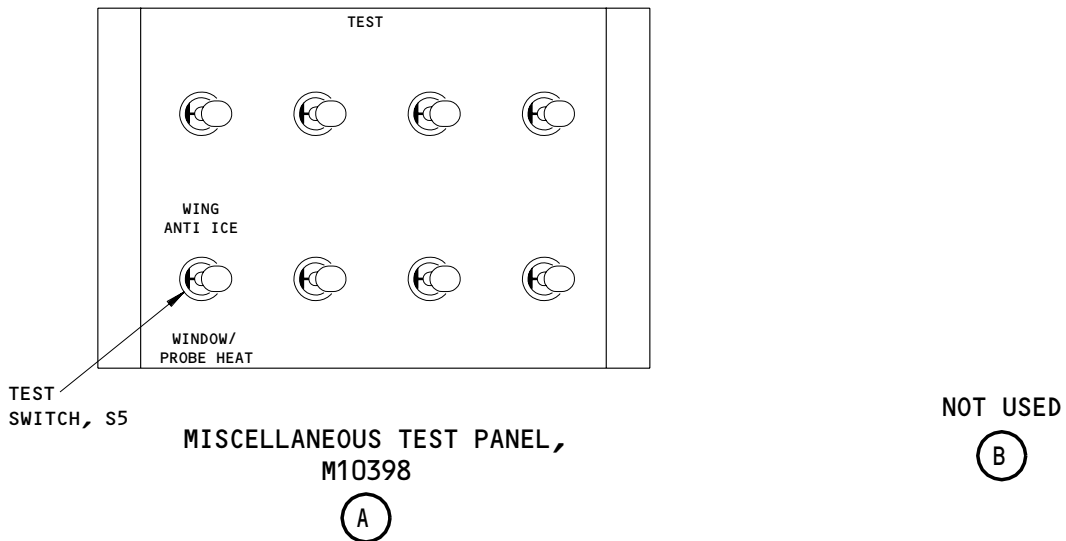 TEST
WING
ANTI ICE
WINDOW/
PROBE HEAT
TEST
SWITCH, S5
MISCELLANEOUS TEST PANEL,
M10398
A
NOT USED
B